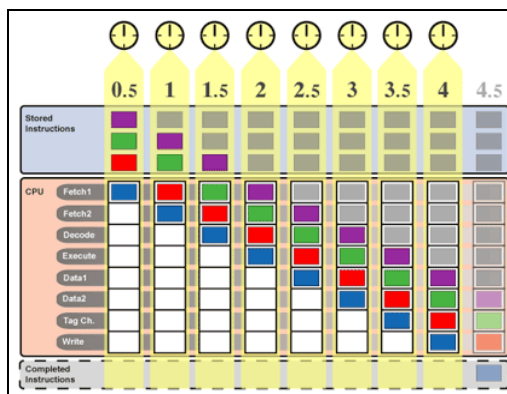 0.5 1 1.5 2 2.5 3 3.5 4 4.5
Stored
Instructions
CPU
Fetch1
Fetch2
Decode
Execute
Data1
Data2
Tag Ch.
Write
Completed
Instructions